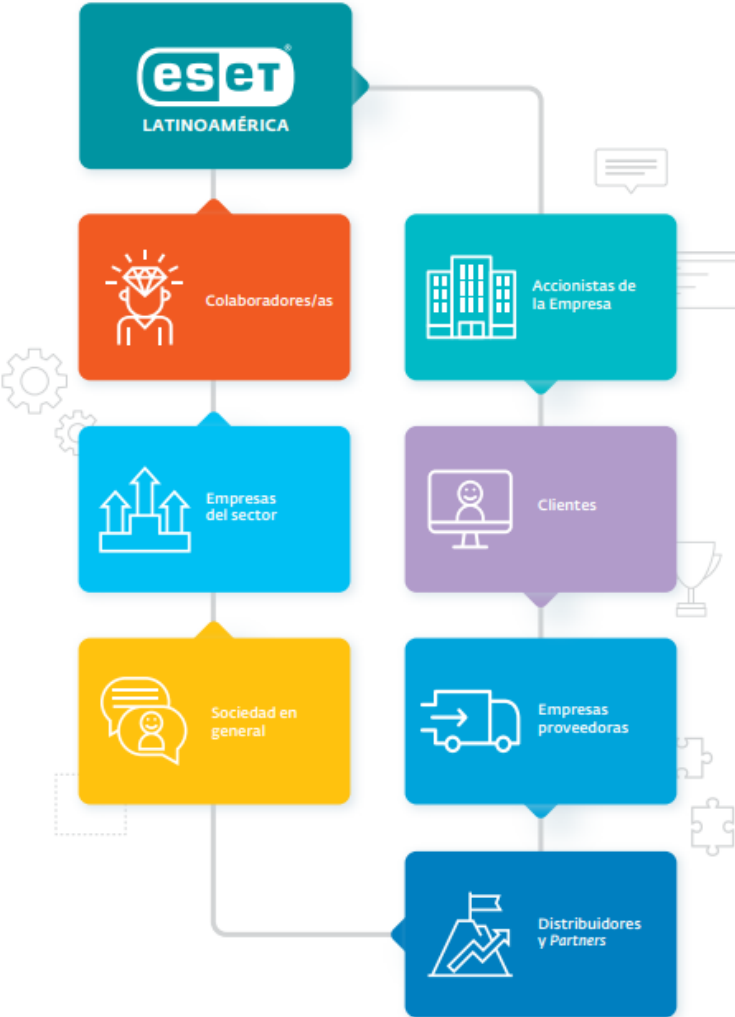 eset®
LATINOAMÉRICA
Accionistas de
la Empresa
Clientes
Empresas
proveedoras
Distribuidores
y Partners
Sociedad en
general
Empresas
del sector
Colaboradores/as